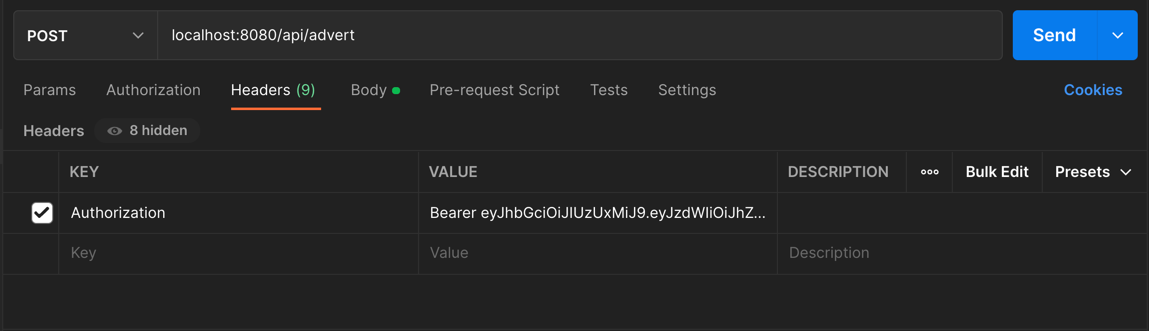 POST localhost:8080/api/advert Send
Params Authorization Headers (9) Body Pre-request Script Tests Settings Cookies
Headers 8 hidden
KEY VALUE DESCRIPTION ooo Bulk Edit Presets
Authorization Bearer eyJhbGciOiJIUzUxMiJ9.eyJzdWIiOiJhZ...
Key Value Description